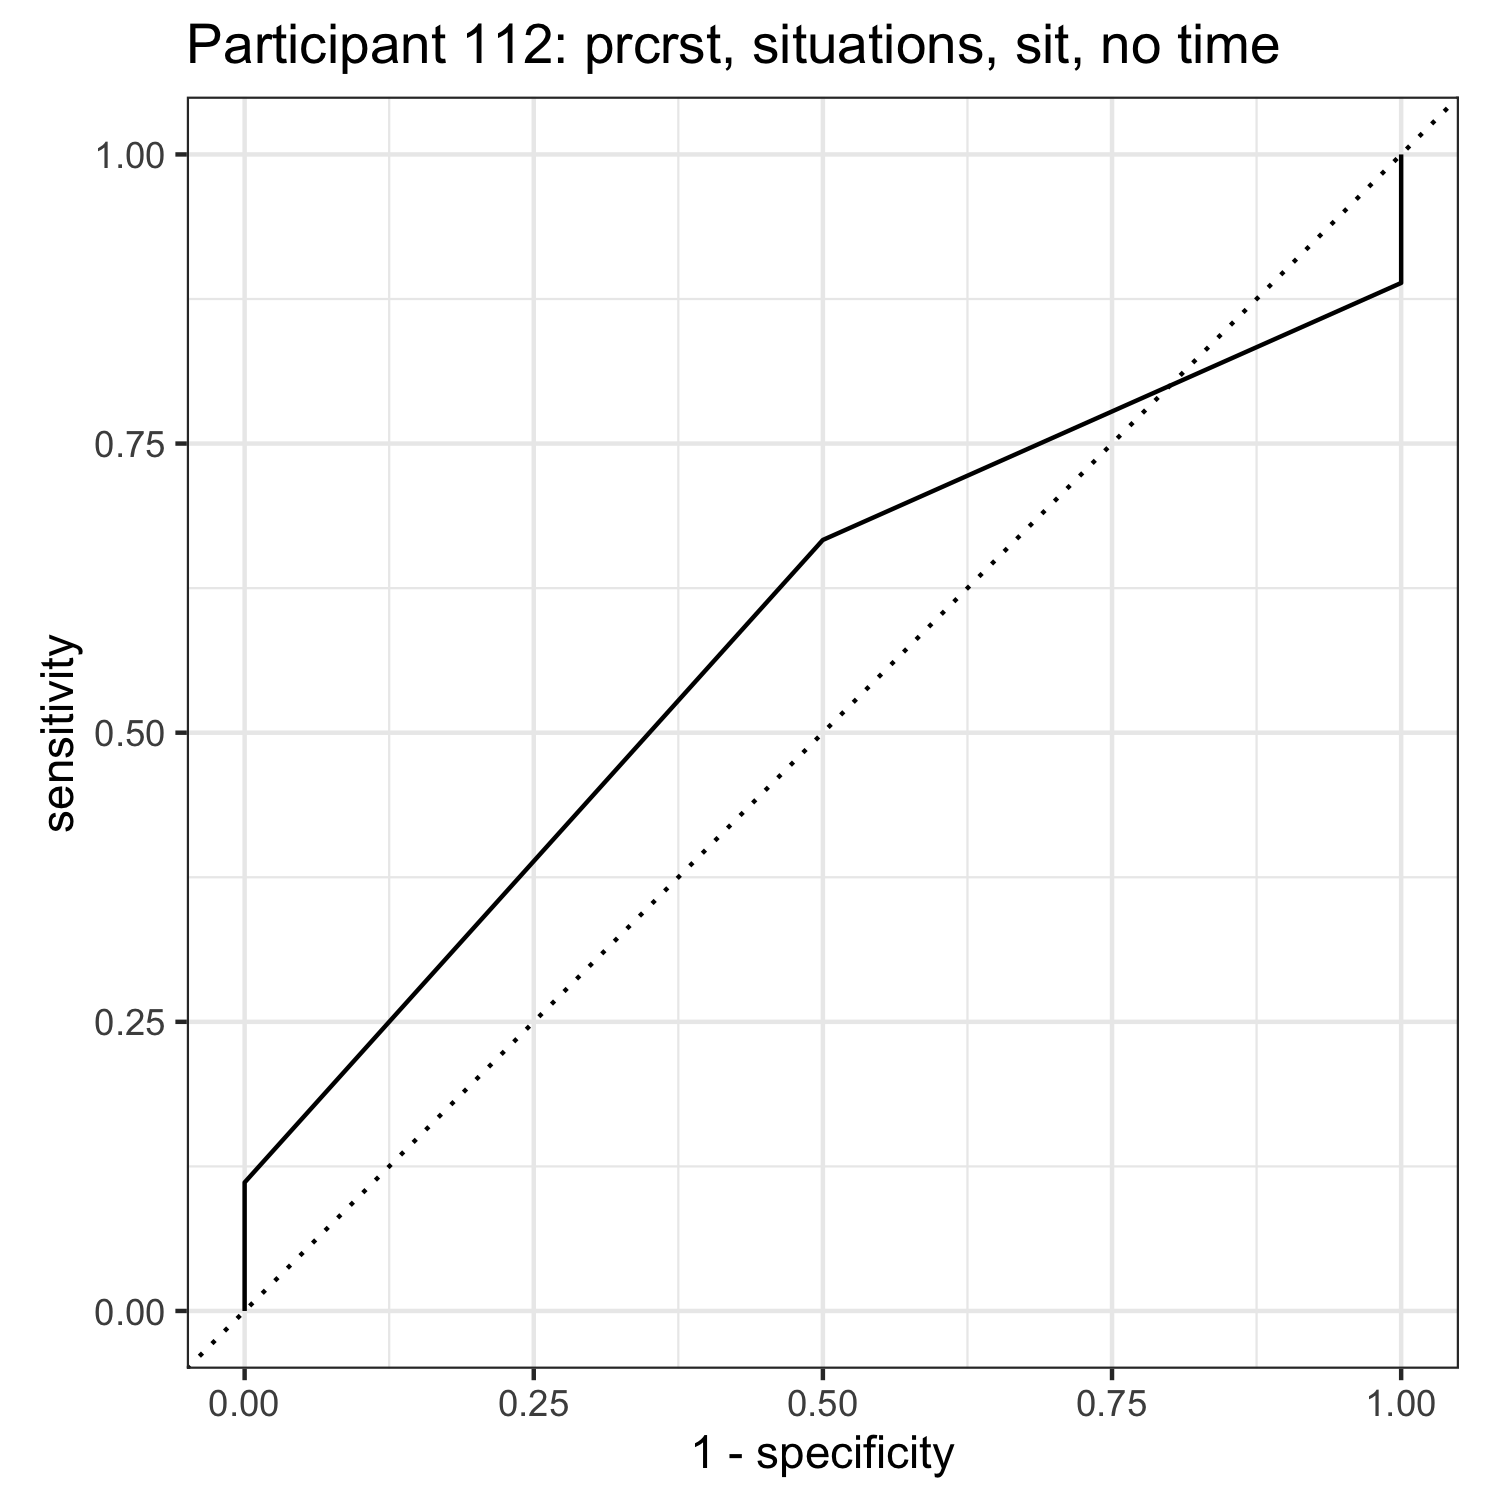 Participant 112: prcrst, situations, sit, no time
1.00
0.75
0.50
0.25
0.00
sensitivity
0.00 0.25 0.50 0.75 1.00
1 - specificity